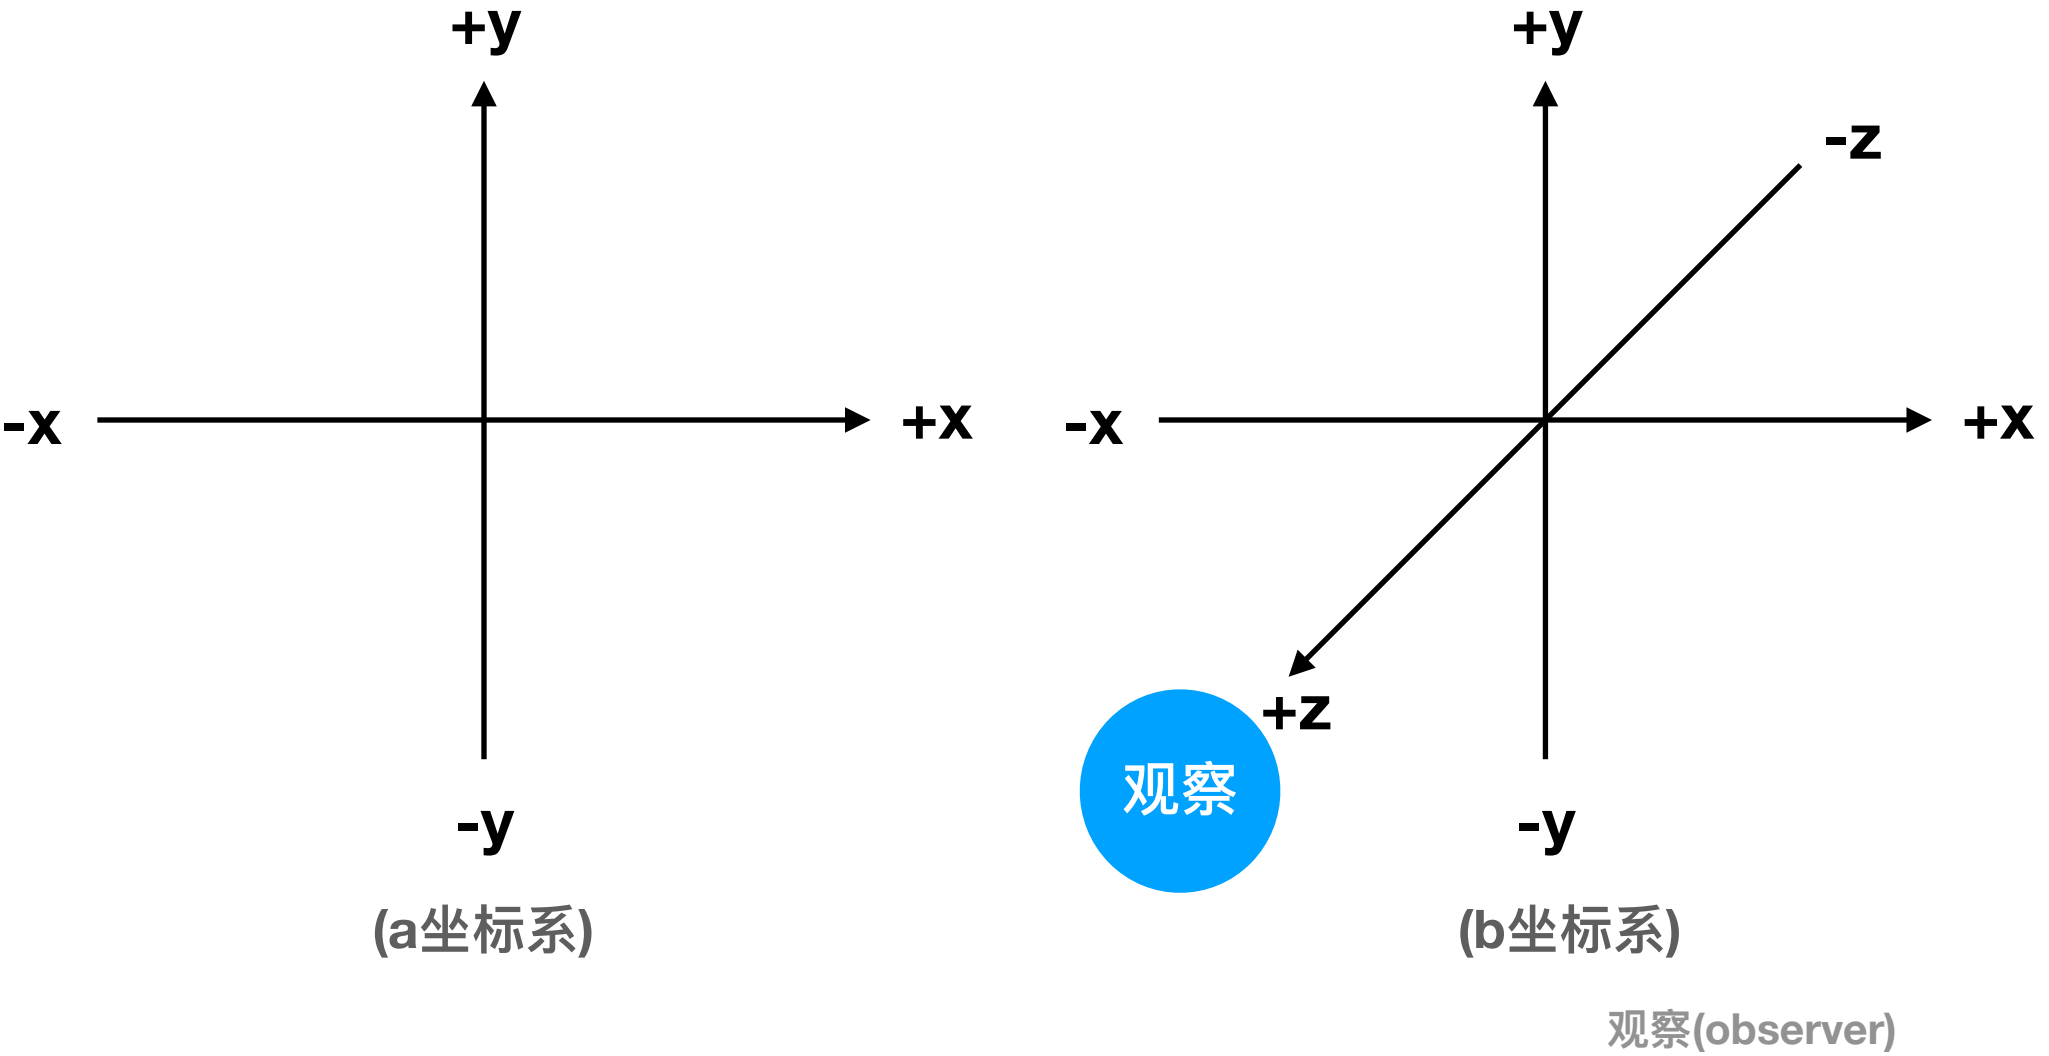 +y
-x
+x
-y
(a坐标系)
+y
-z
-x
+x
+z
观察
-y
(b坐标系)
观察(observer)